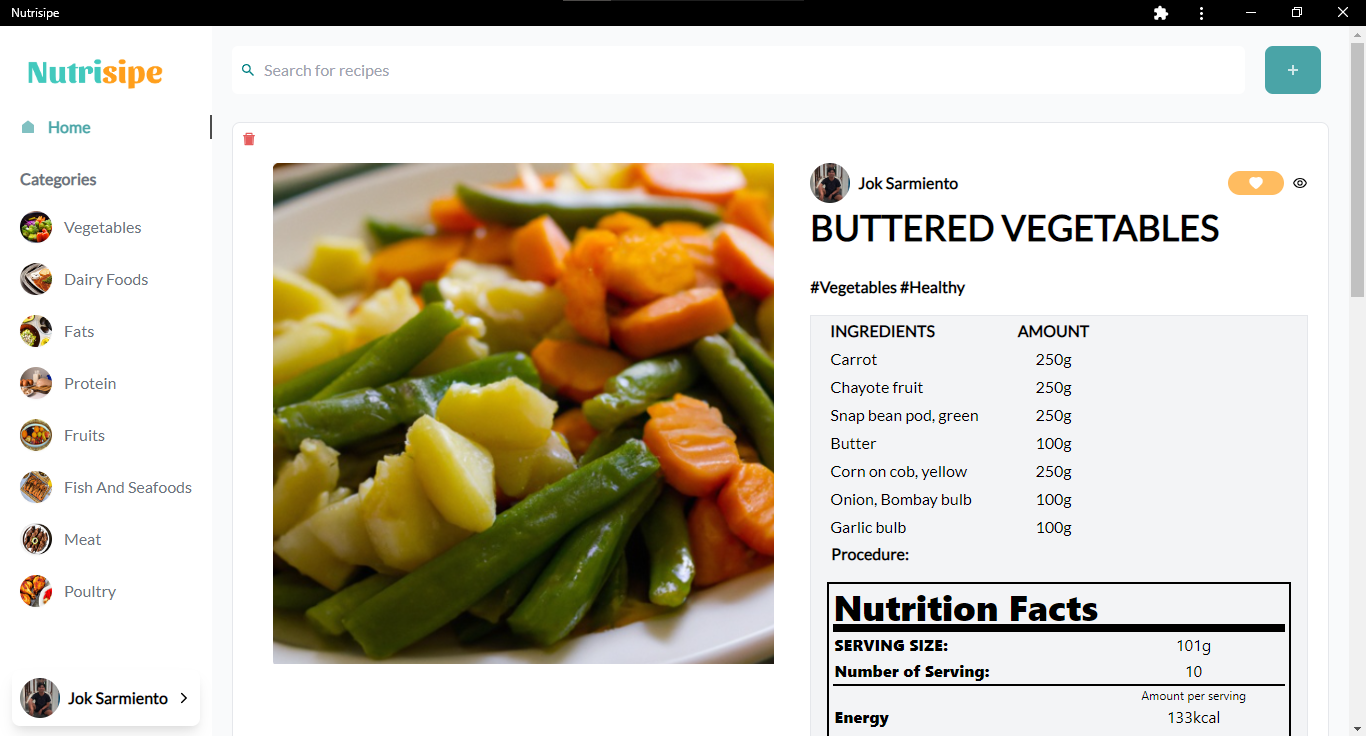 Nutrisipe
Nutrisipe
Search for recipes
+
Home
Categories
Vegetables
Dairy Foods
Fats
Protein
Fruits
Fish And Seafoods
Meat
Poultry
Jok Sarmiento
Jok Sarmiento
BUTTERED VEGETABLES
#Vegetables #Healthy
INGREDIENTS AMOUNT
Carrot 250g
Chayote fruit 250g
Snap bean pod, green 250g
Butter 100g
Corn on cob, yellow 250g
Onion, Bombay bulb 100g
Garlic bulb 100g
Procedure:
Nutrition Facts
SERVING SIZE: 101g
Number of Serving: 10
Amount per serving
Energy 133kcal